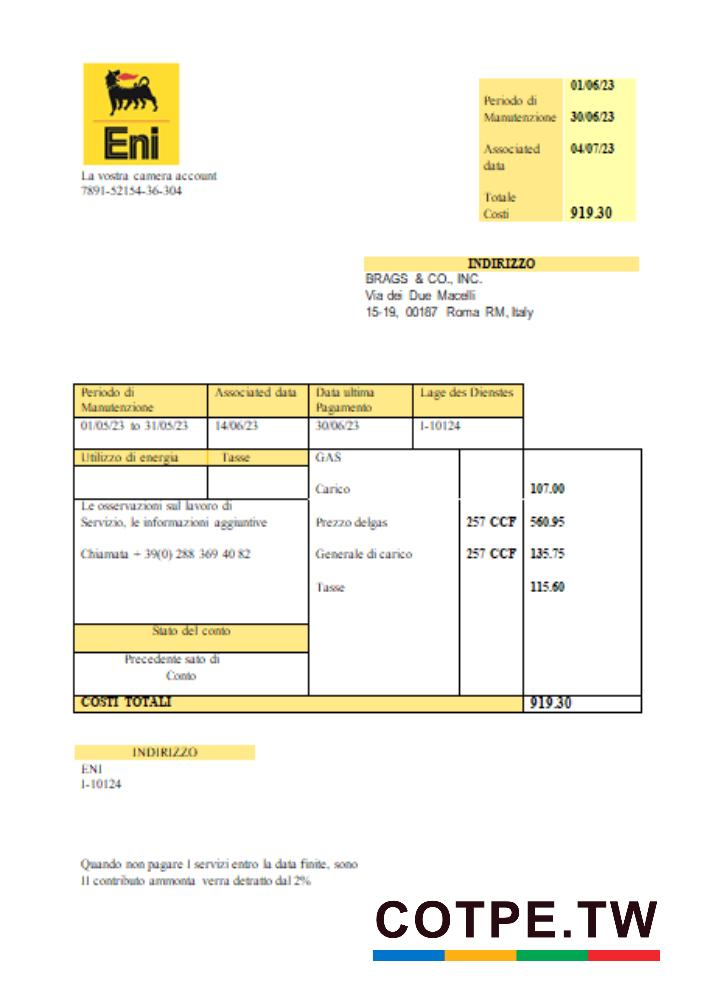 Eni
La vostra camera account
7891-52154-36-304
01/06/23
Periodo di
Manutenzione 30/06/23
Associated 04/07/23
data
Totale
Costi 919.30
INDIRIZZO
BRAGS & CO., INC.
Via dei Due Macelli
15-19, 00187 Roma RM, Italy
Periodo di Associated data Data ultima Lage des Dienstes
Manutenzione Pagamento
01/05/23 to 31/05/23 14/06/23 30/06/23 I-10124
Utilizzo di energia Tasse GAS
Carico 107.00
Le osservazioni sul lavoro di
Servizio, le informazioni aggiuntive Prezzo delgas 257 CCF 560.95
Chiamata + 39(0) 288 369 40 82 Generale di carico 257 CCF 135.75
Tasse 115.60
Stato del conto
Precedente sato di
Conto
COSTI TOTALI 919.30
INDIRIZZO
ENI
I-10124
Quando non pagare I servizi entro la data finite, sono
Il contributo ammonta verra detratto dal 2%
COTPE.TW